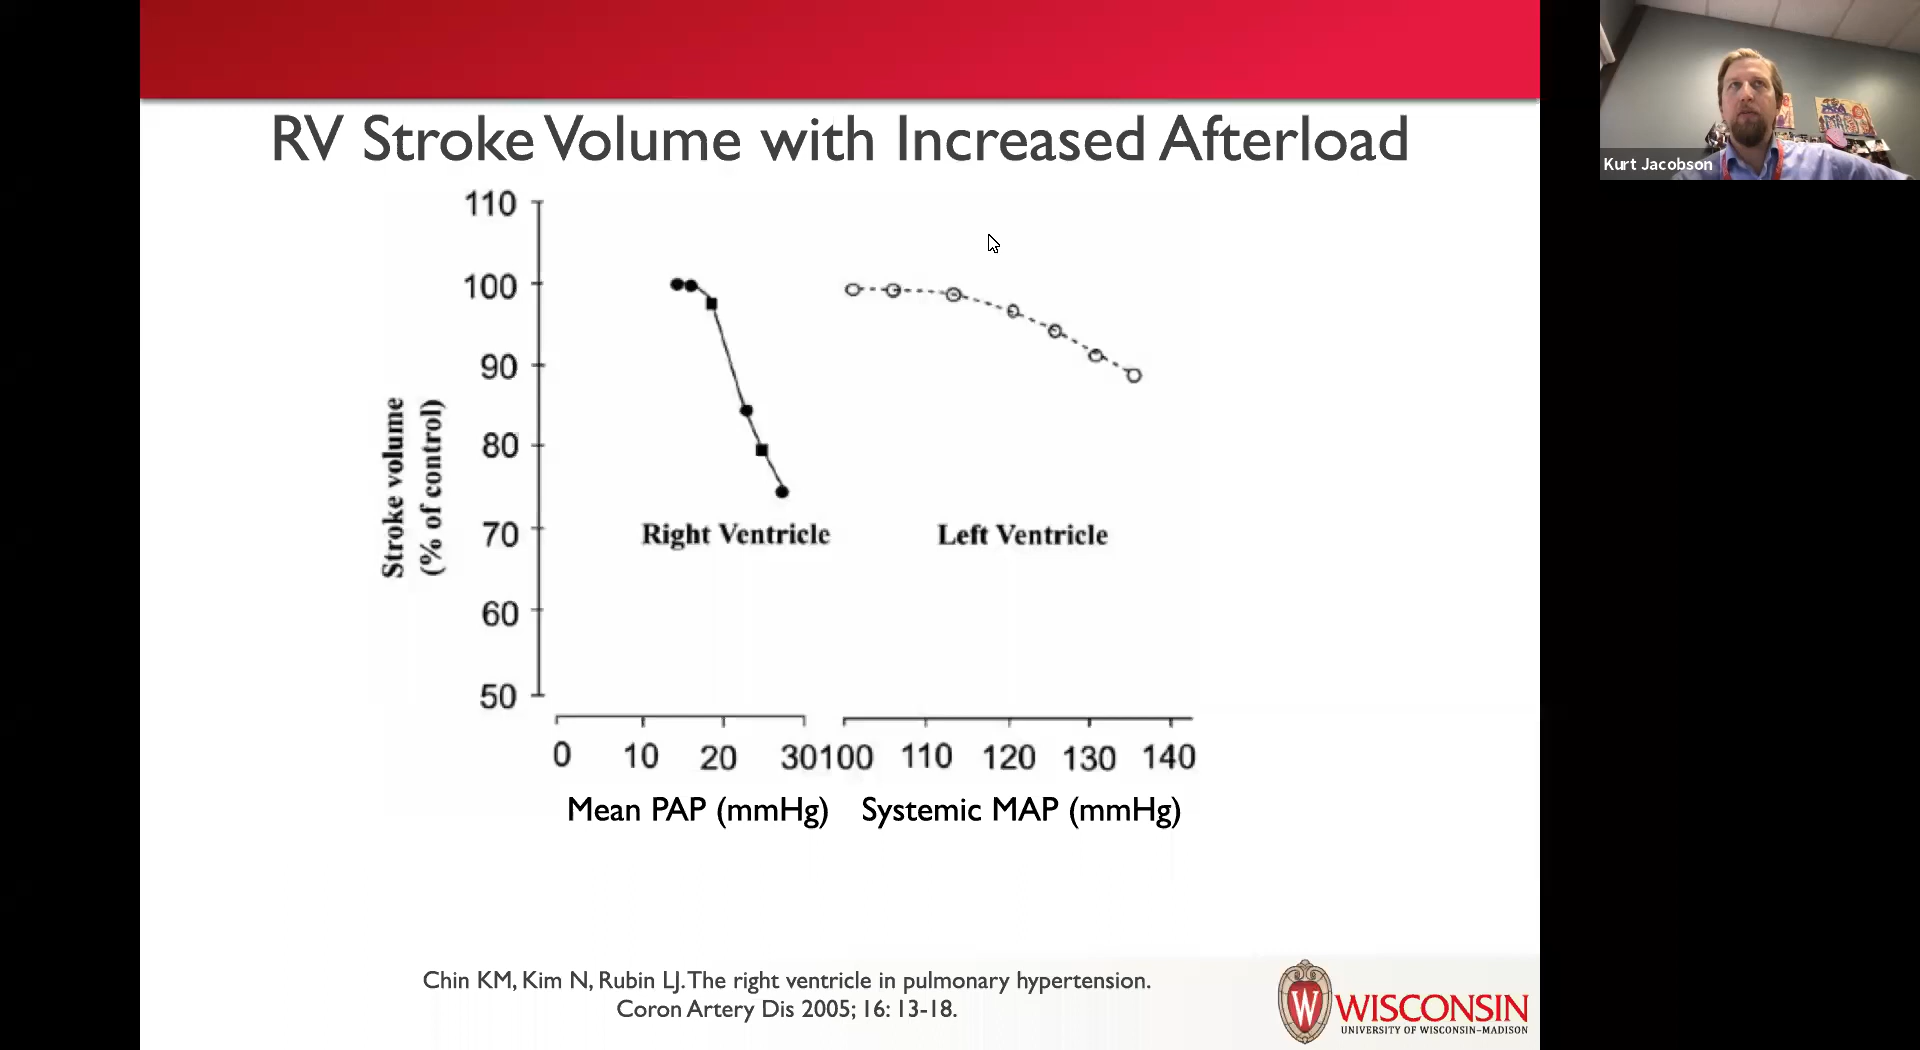 RV Stroke Volume with Increased Afterload
Kurt Jacobson
110
100
90
80
70
60
50
Stroke volume
(% of control)
Right Ventricle
Left Ventricle
0 10 20 30 100 110 120 130 140
Mean PAP (mmHg) Systemic MAP (mmHg)
Chin KM, Kim N, Rubin LJ. The right ventricle in pulmonary hypertension.
Coron Artery Dis 2005; 16: 13-18.
W
WISCONSIN
UNIVERSITY OF WISCONSIN–MADISON